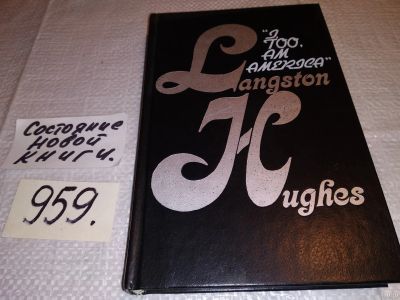 "I
TOO,
AM
AMERICA"
Langston
Hughes
Состояние
новой
книги.
959.